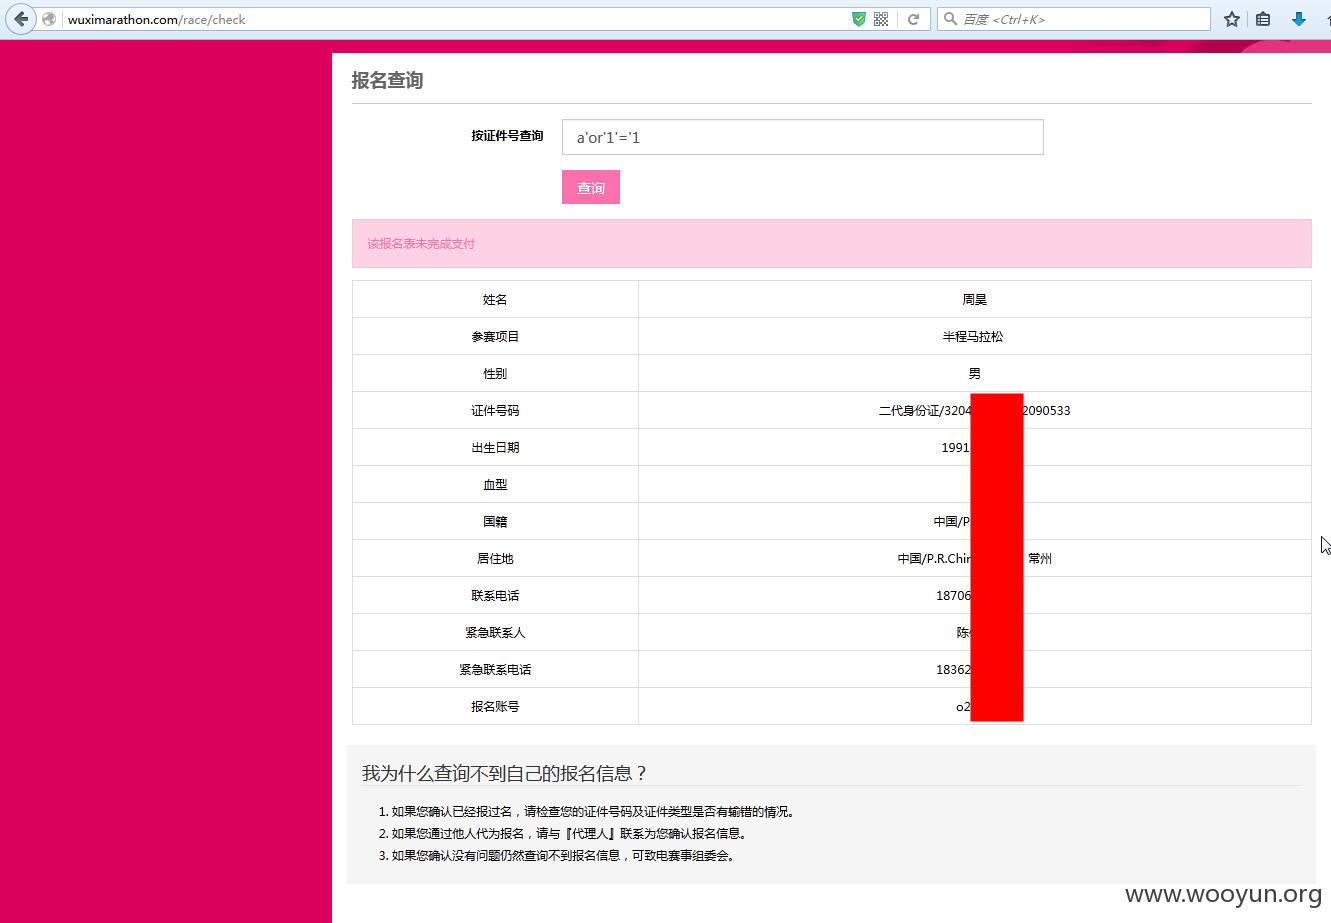 wuximarathon.com/race/check
百度 <Ctrl+K>
报名查询
按证件号查询 a'or'1'='1
查询
该报名表未完成支付
姓名 周昊
参赛项目 半程马拉松
性别 男
证件号码 二代身份证/3204 2090533
出生日期 1991
血型
国籍 中国/P
居住地 中国/P.R.Chin 常州
联系电话 18706
紧急联系人 陈
紧急联系电话 18362
报名账号 o2
我为什么查询不到自己的报名信息？
1. 如果您确认已经报过名，请检查您的证件号码及证件类型是否有输错的情况。
2. 如果您通过他人代为报名，请与『代理人』联系为您确认报名信息。
3. 如果您确认没有问题仍然查询不到报名信息，可致电赛事组委会。
www.wooyun.org